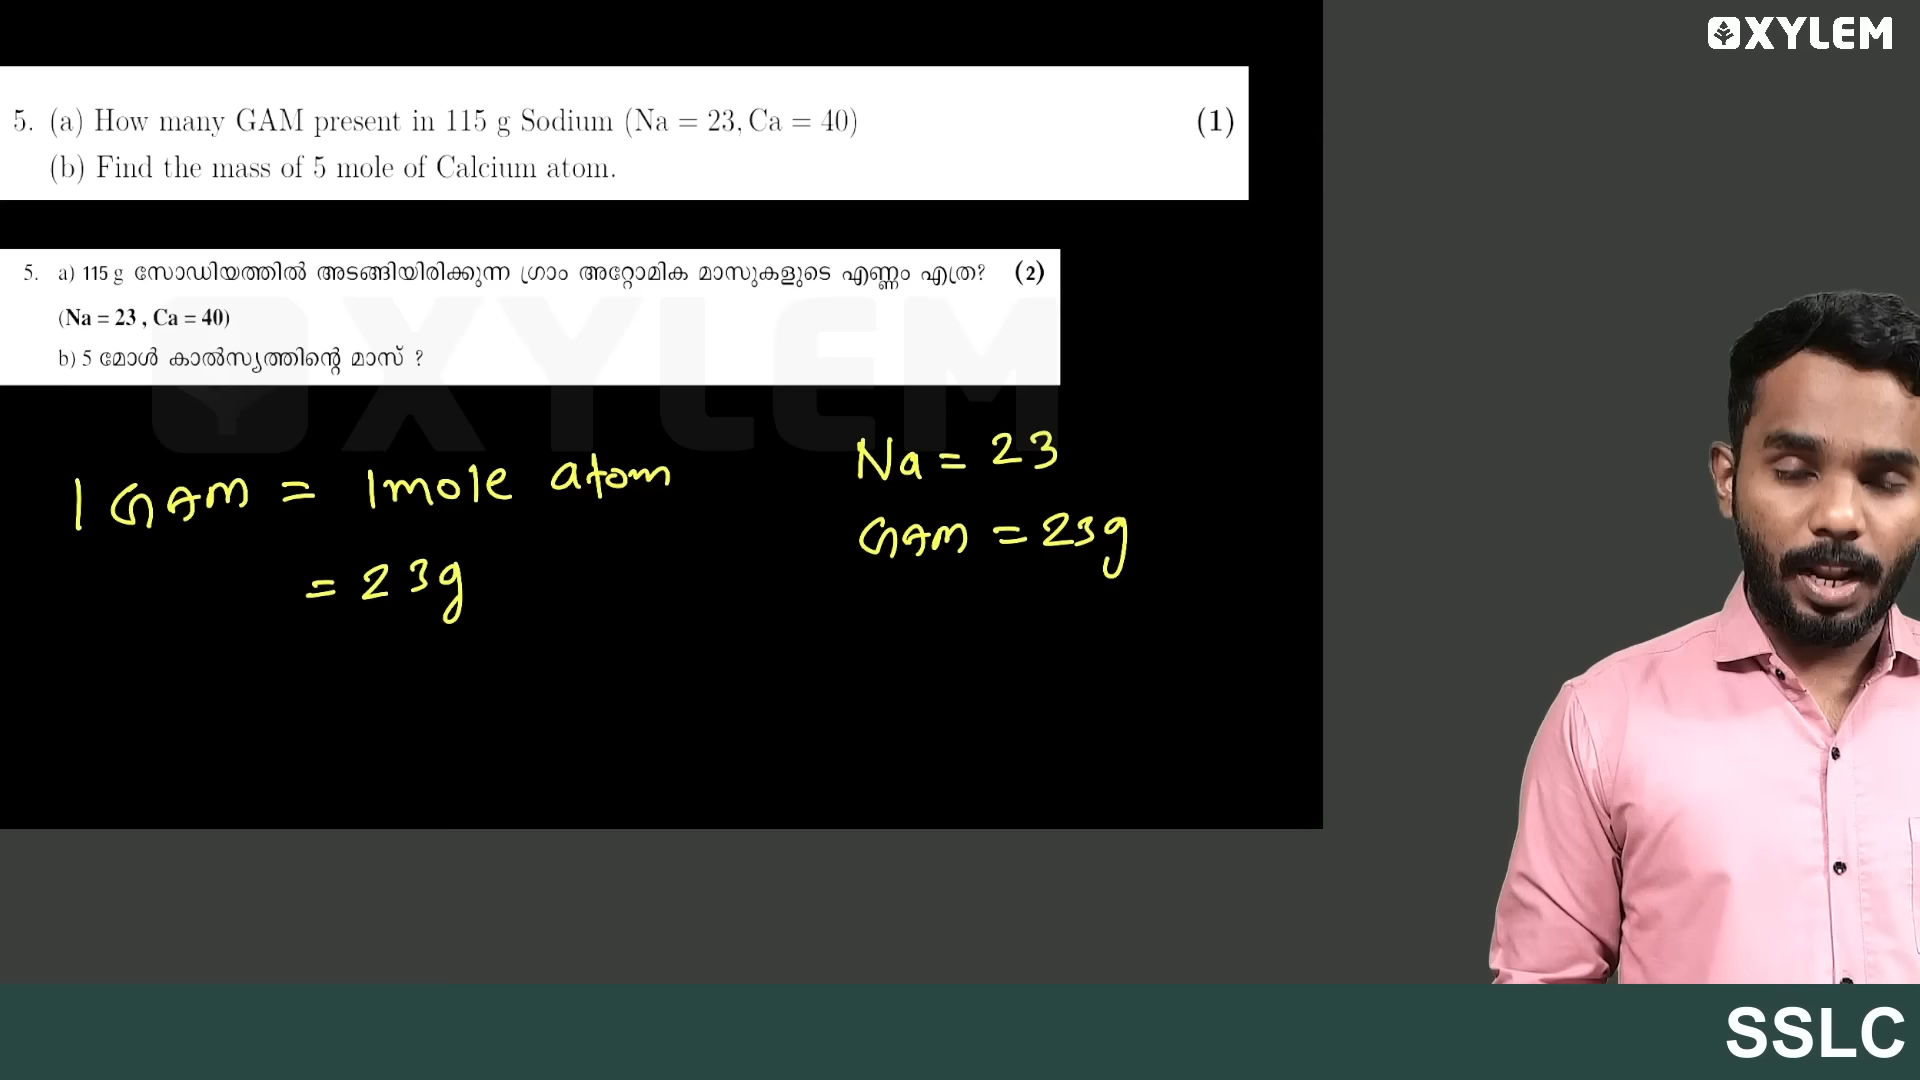 XYLEM
5. (a) How many GAM present in 115 g Sodium (Na = 23, Ca = 40) (1)
(b) Find the mass of 5 mole of Calcium atom.
5. a) 115 g സോഡിയത്തിൽ അടങ്ങിയിരിക്കുന്ന ഗ്രാം അറ്റോമിക മാസുകളുടെ എണ്ണം എത്ര? (2)
(Na = 23 , Ca = 40)
b) 5 മോൾ കാൽസ്യത്തിന്റെ മാസ് ?
XYLEM
1 GAM = 1mole atom
= 23g
Na = 23
GAM = 23g
SSLC